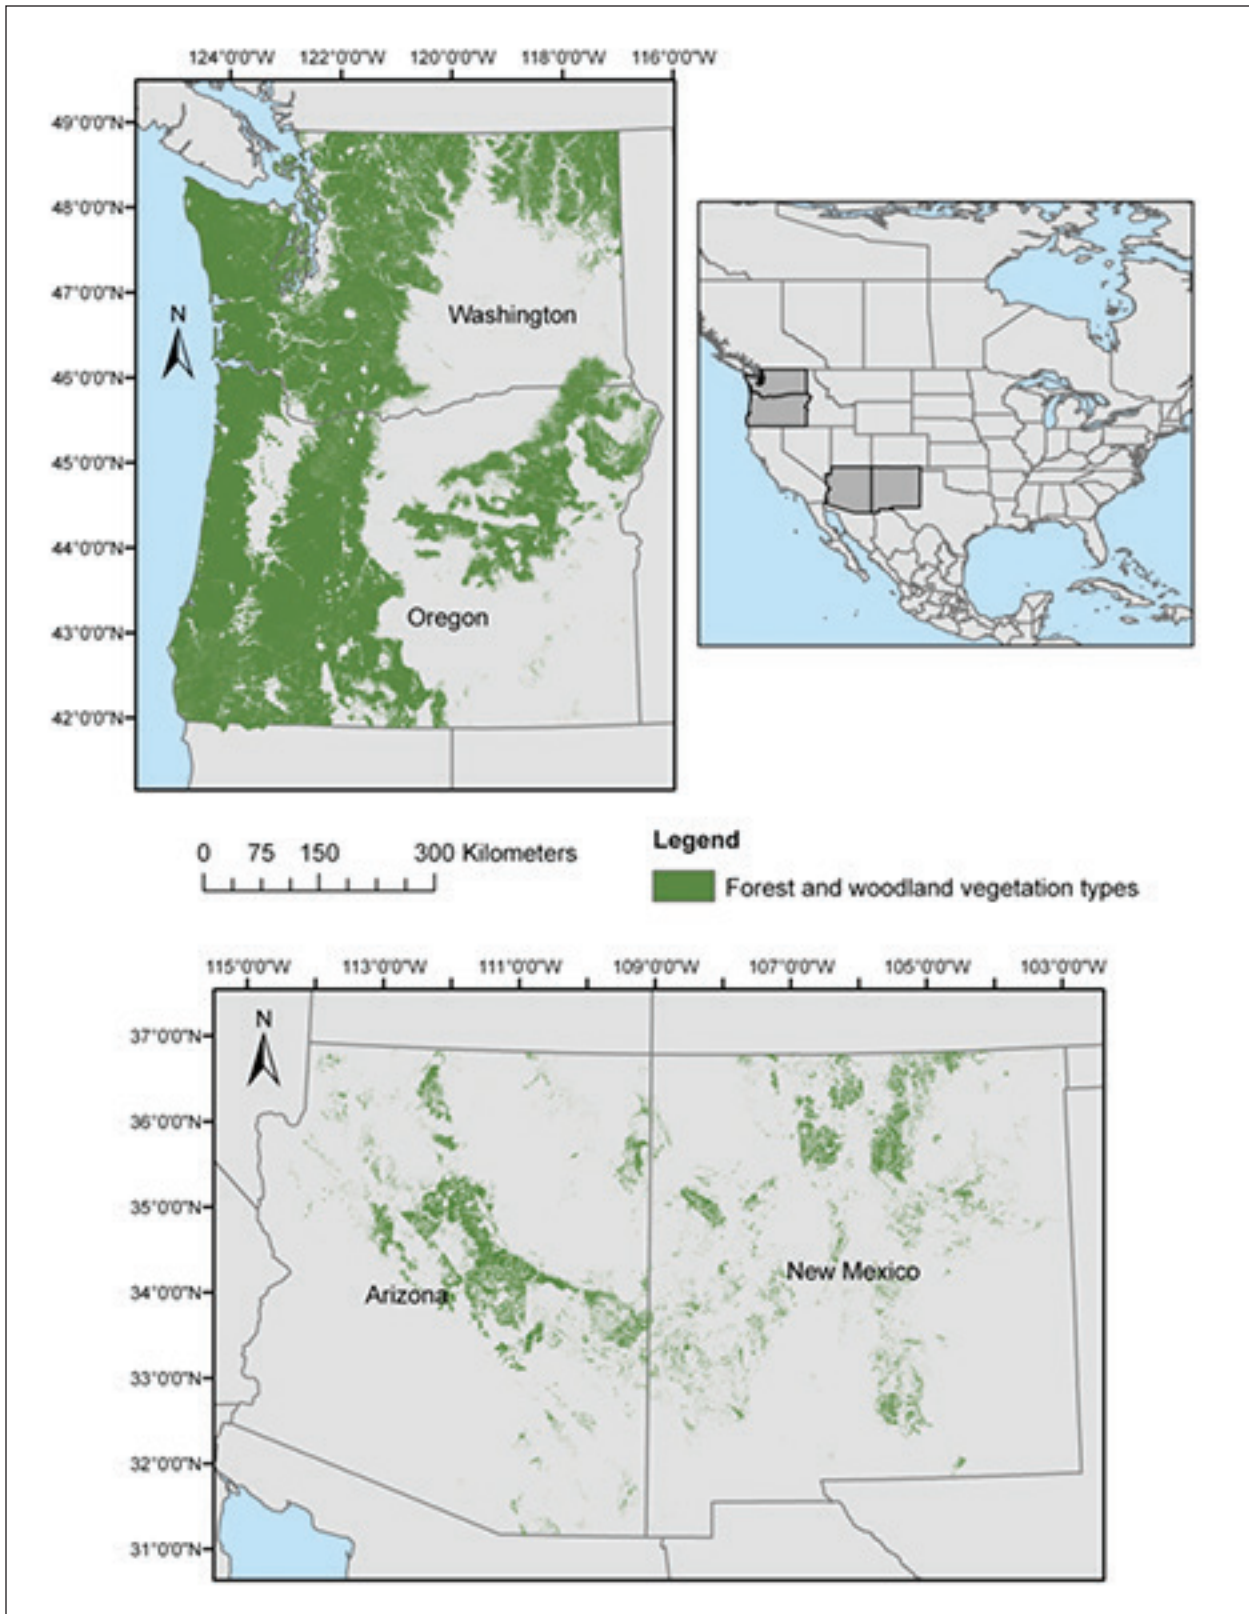 124°0'0"W 122°0'0"W 120°0'0"W 118°0'0"W 116°0'0"W
49°0'0"N
48°0'0"N
47°0'0"N
46°0'0"N
45°0'0"N
44°0'0"N
43°0'0"N
42°0'0"N
N
Washington
Oregon
0 75 150 300 Kilometers
Legend
Forest and woodland vegetation types
115°0'0"W 113°0'0"W 111°0'0"W 109°0'0"W 107°0'0"W 105°0'0"W 103°0'0"W
37°0'0"N
36°0'0"N
35°0'0"N
34°0'0"N
33°0'0"N
32°0'0"N
31°0'0"N
N
Arizona
New Mexico